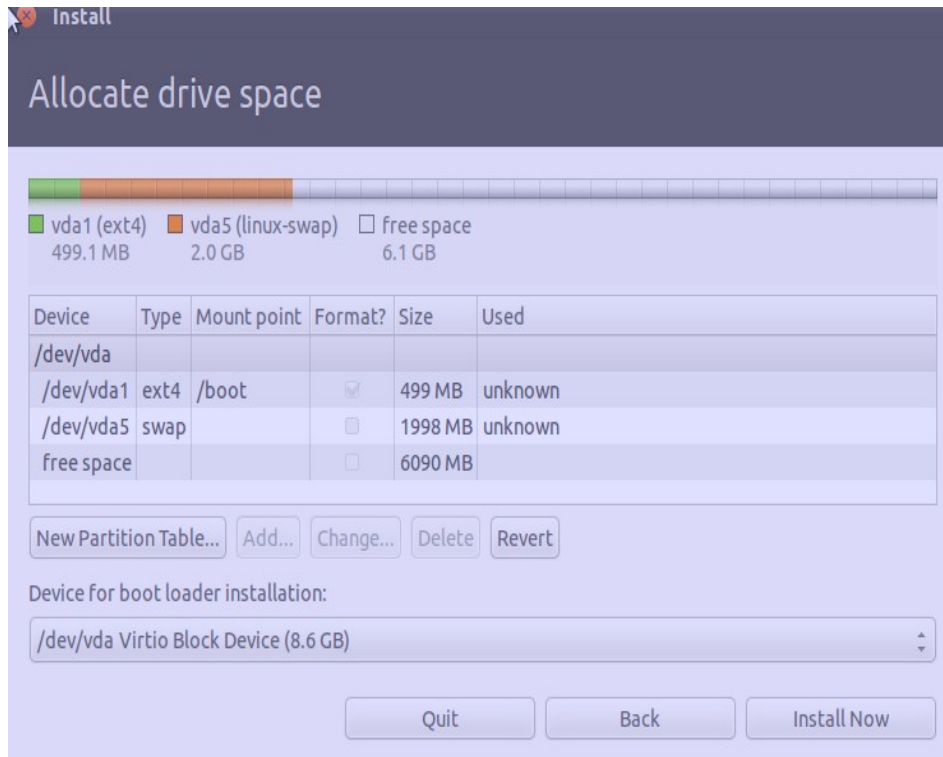 Install
Allocate drive space
vda1 (ext4) vda5 (linux-swap) free space
499.1 MB 2.0 GB 6.1 GB
Device Type Mount point Format? Size Used
/dev/vda
/dev/vda1 ext4 /boot 499 MB unknown
/dev/vda5 swap 1998 MB unknown
free space 6090 MB
New Partition Table... Add... Change... Delete Revert
Device for boot loader installation:
/dev/vda Virtio Block Device (8.6 GB)
Quit Back Install Now